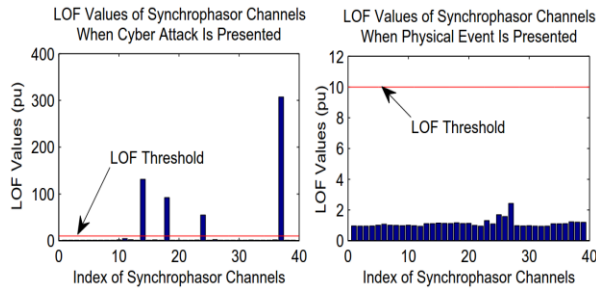 LOF Values of Synchrophasor Channels
When Cyber Attack Is Presented
400
300
200
100
0
LOF Values (pu)
LOF Threshold
0 10 20 30 40
Index of Synchrophasor Channels
LOF Values of Synchrophasor Channels
When Physical Event Is Presented
12
10
8
6
4
2
0
LOF Values (pu)
LOF Threshold
0 10 20 30 40
Index of Synchrophasor Channels